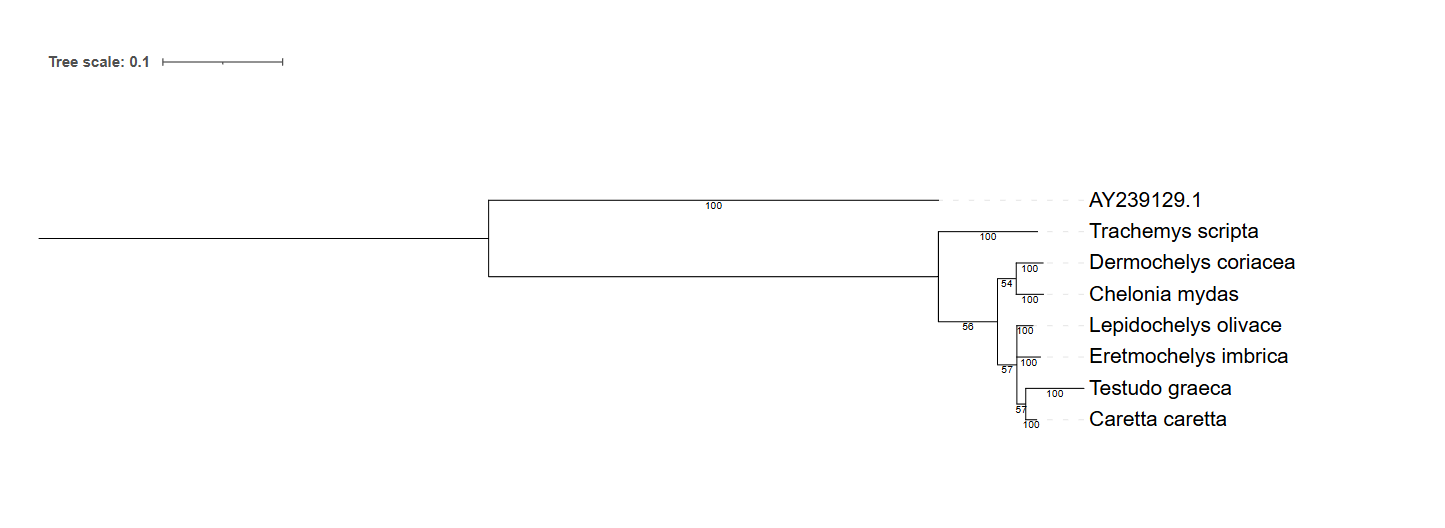 Tree scale: 0.1
AY239129.1
100
Trachemys scripta
100
Dermochelys coriacea
100
54
Chelonia mydas
100
56
Lepidochelys olivace
100
Eretmochelys imbrica
100
57
Testudo graeca
100
57
Caretta caretta
100